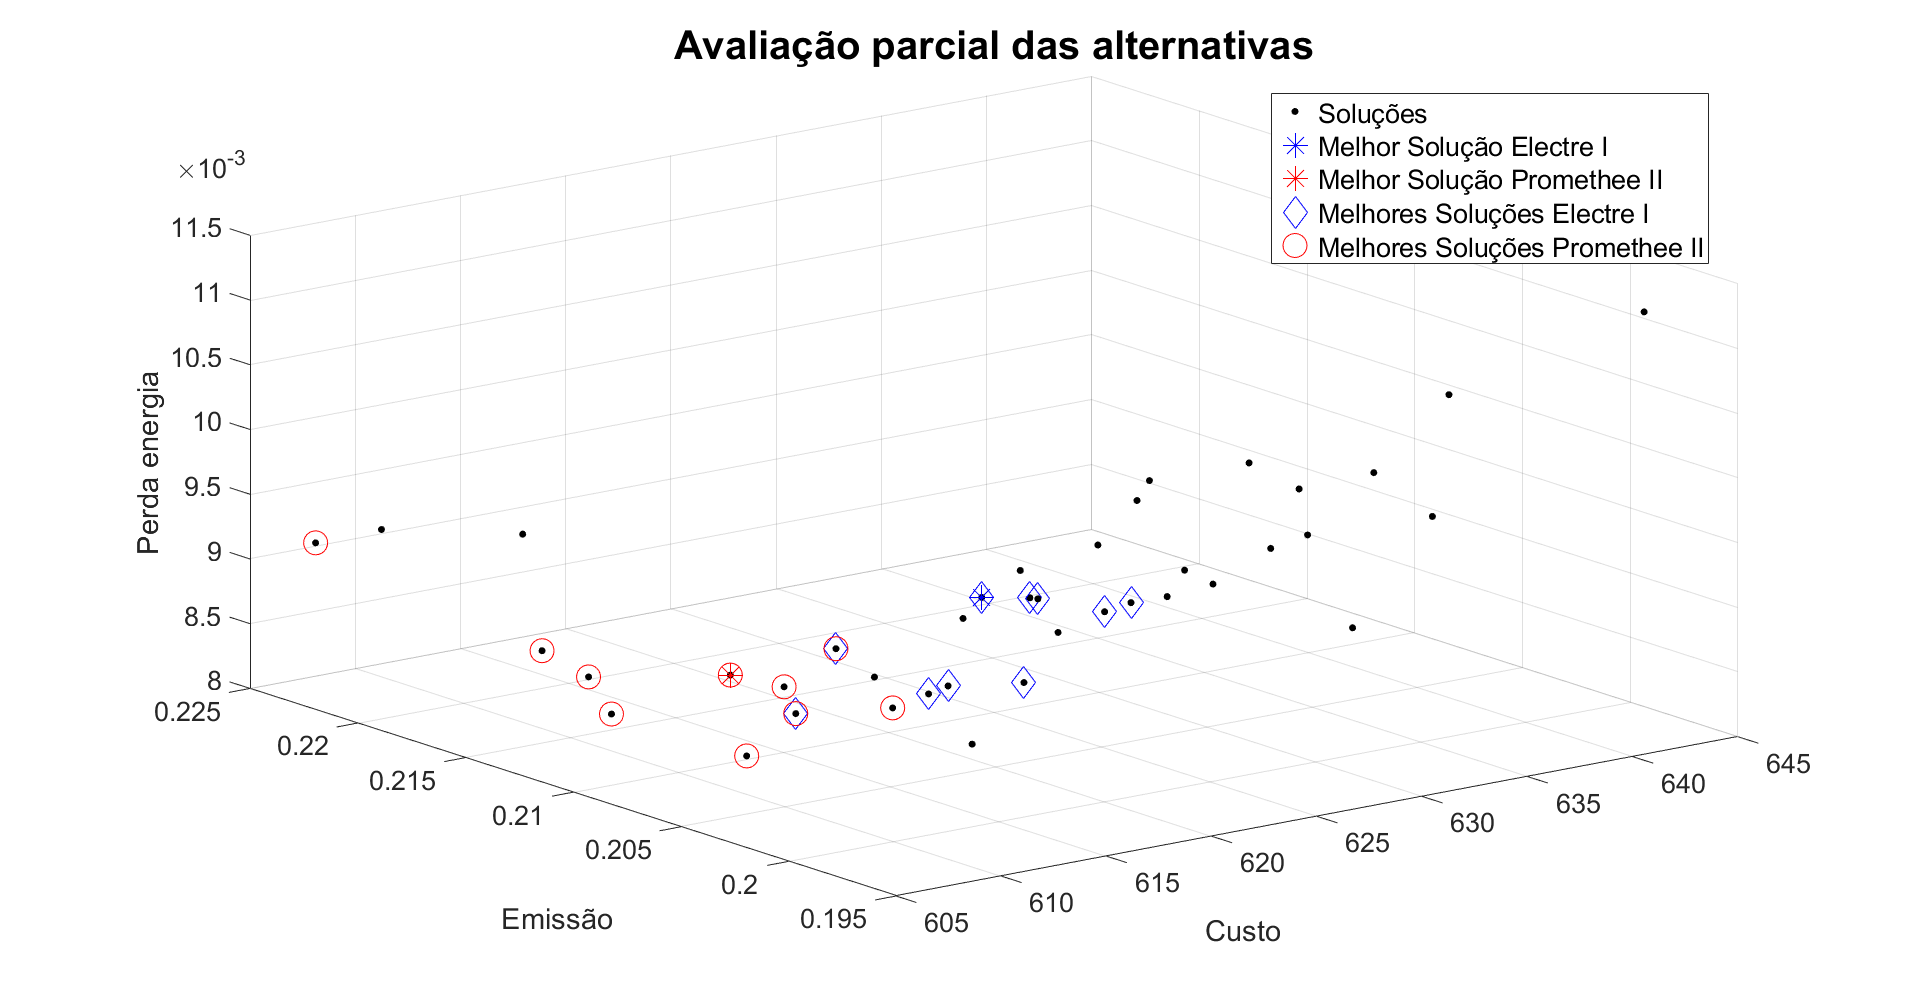 Avaliação parcial das alternativas
Soluções
Melhor Solução Electre I
Melhor Solução Promethee II
Melhores Soluções Electre I
Melhores Soluções Promethee II
×10-3
11.5
11
10.5
10
9.5
9
8.5
8
Perda energia
0.225
0.22
0.215
0.21
0.205
0.2
0.195
Emissão
605
610
615
620
625
630
635
640
645
Custo